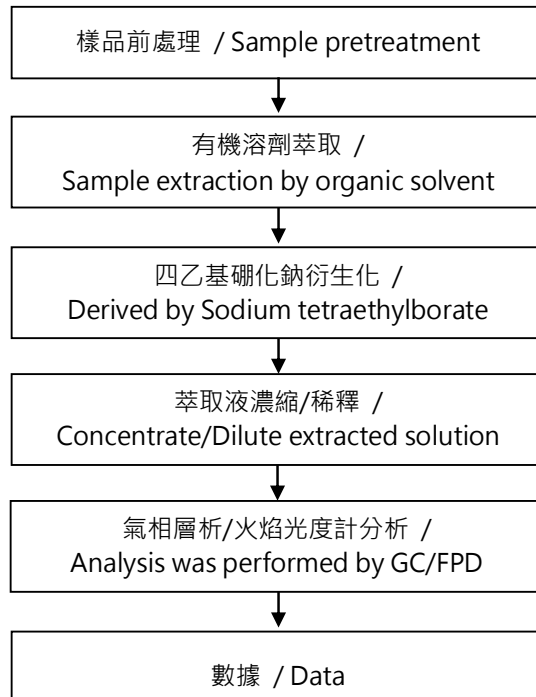 樣品前處理 / Sample pretreatment
有機溶劑萃取 /
Sample extraction by organic solvent
四乙基硼化鈉衍生化 /
Derived by Sodium tetraethylborate
萃取液濃縮/稀釋 /
Concentrate/Dilute extracted solution
氣相層析/火焰光度計分析 /
Analysis was performed by GC/FPD
數據 / Data